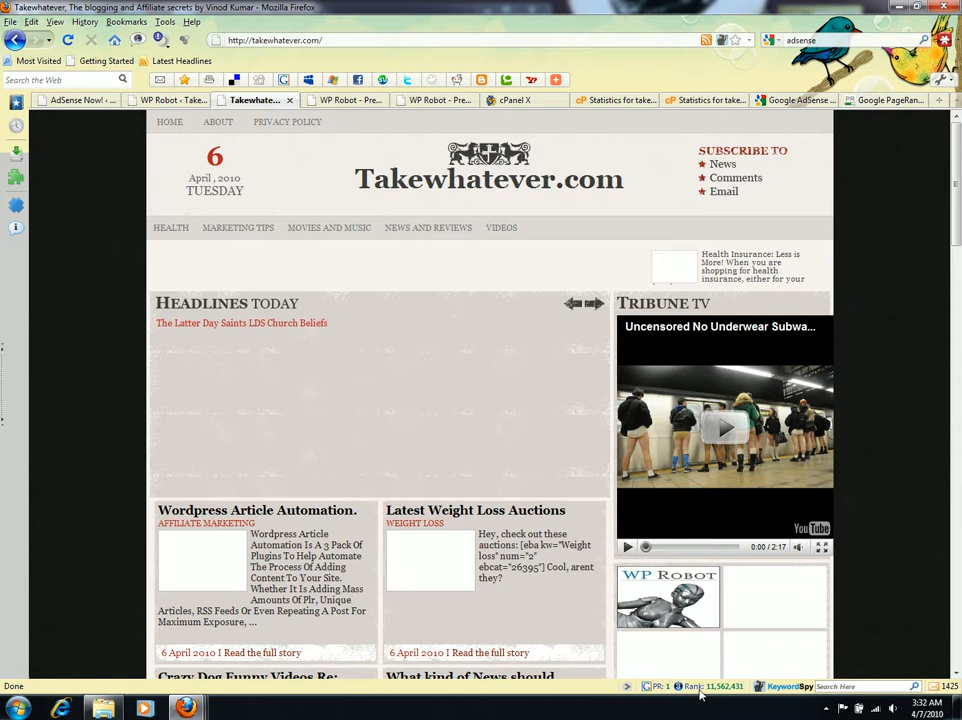 Takewhatever, The blogging and Affiliate secrets by Vinod Kumar - Mozilla Firefox
File Edit View History Bookmarks Tools Help
http://takewhatever.com/
adsense
Most Visited Getting Started Latest Headlines
Search the Web
AdSense Now! ‹ ... WP Robot ‹ Take... Takewhate... WP Robot - Pre... WP Robot - Pre... cPanel X Statistics for take... Statistics for take... Google AdSense ... Google PageRan...
HOME ABOUT PRIVACY POLICY
6
April , 2010
TUESDAY
Takewhatever.com
SUBSCRIBE TO
News
Comments
Email
HEALTH MARKETING TIPS MOVIES AND MUSIC NEWS AND REVIEWS VIDEOS
Health Insurance: Less is
More! When you are
shopping for health
insurance, either for your
HEADLINES TODAY
The Latter Day Saints LDS Church Beliefs
TRIBUNE TV
Uncensored No Underwear Subwa...
YouTube
0:00 / 2:17
Wordpress Article Automation.
AFFILIATE MARKETING
Wordpress Article
Automation Is A 3 Pack Of
Plugins To Help Automate
The Process Of Adding
Content To Your Site.
Whether It Is Adding Mass
Amounts Of Plr, Unique
Articles, RSS Feeds Or Even Repeating A Post For
Maximum Exposure, ...
6 April 2010 I Read the full story
Latest Weight Loss Auctions
WEIGHT LOSS
Hey, check out these
auctions: [eba kw="Weight
loss" num="2"
ebcat="26395"] Cool, arent
they?
6 April 2010 I Read the full story
WP ROBOT
Crazy Dog Funny Videos Re:
What kind of News should
Done
PR: 1 Rank: 11,562,431 KeywordSpy Search Here 1425
3:32 AM
4/7/2010